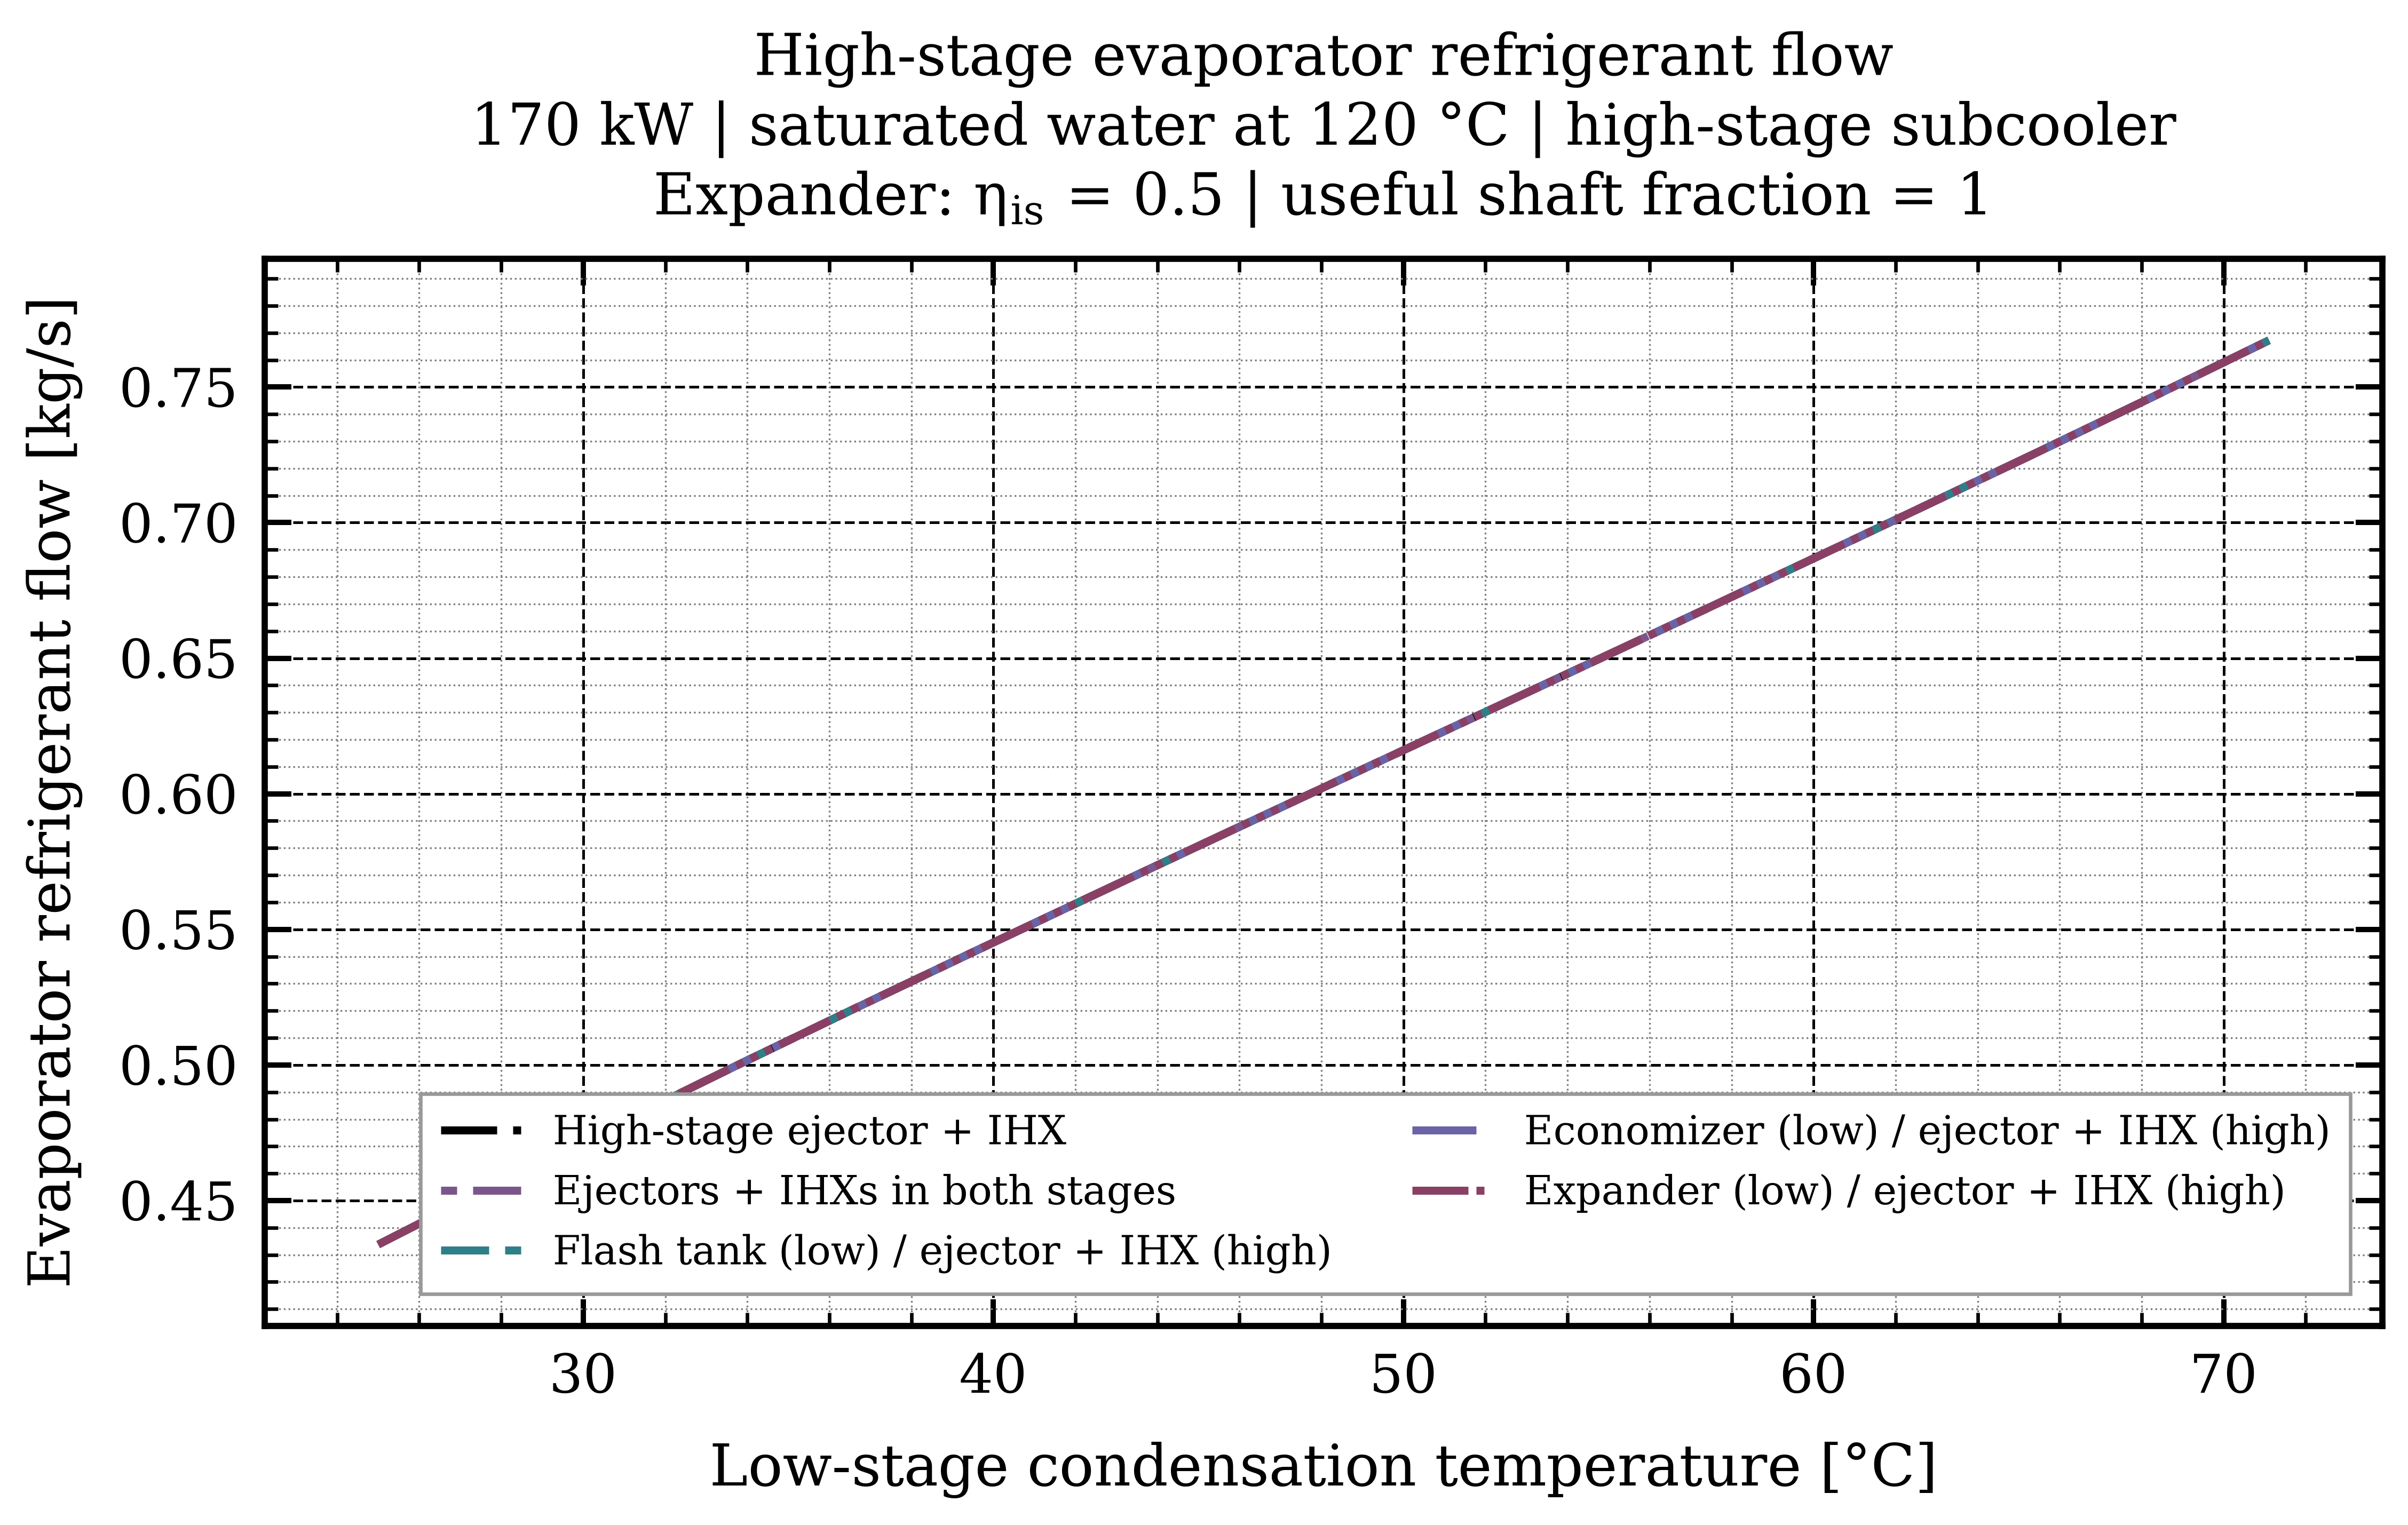 High-stage evaporator refrigerant flow
170 kW | saturated water at 120 °C | high-stage subcooler
Expander: ηis = 0.5 | useful shaft fraction = 1
Evaporator refrigerant flow [kg/s]
0.75
0.70
0.65
0.60
0.55
0.50
0.45
High-stage ejector + IHX
Ejectors + IHXs in both stages
Flash tank (low) / ejector + IHX (high)
Economizer (low) / ejector + IHX (high)
Expander (low) / ejector + IHX (high)
30 40 50 60 70
Low-stage condensation temperature [°C]